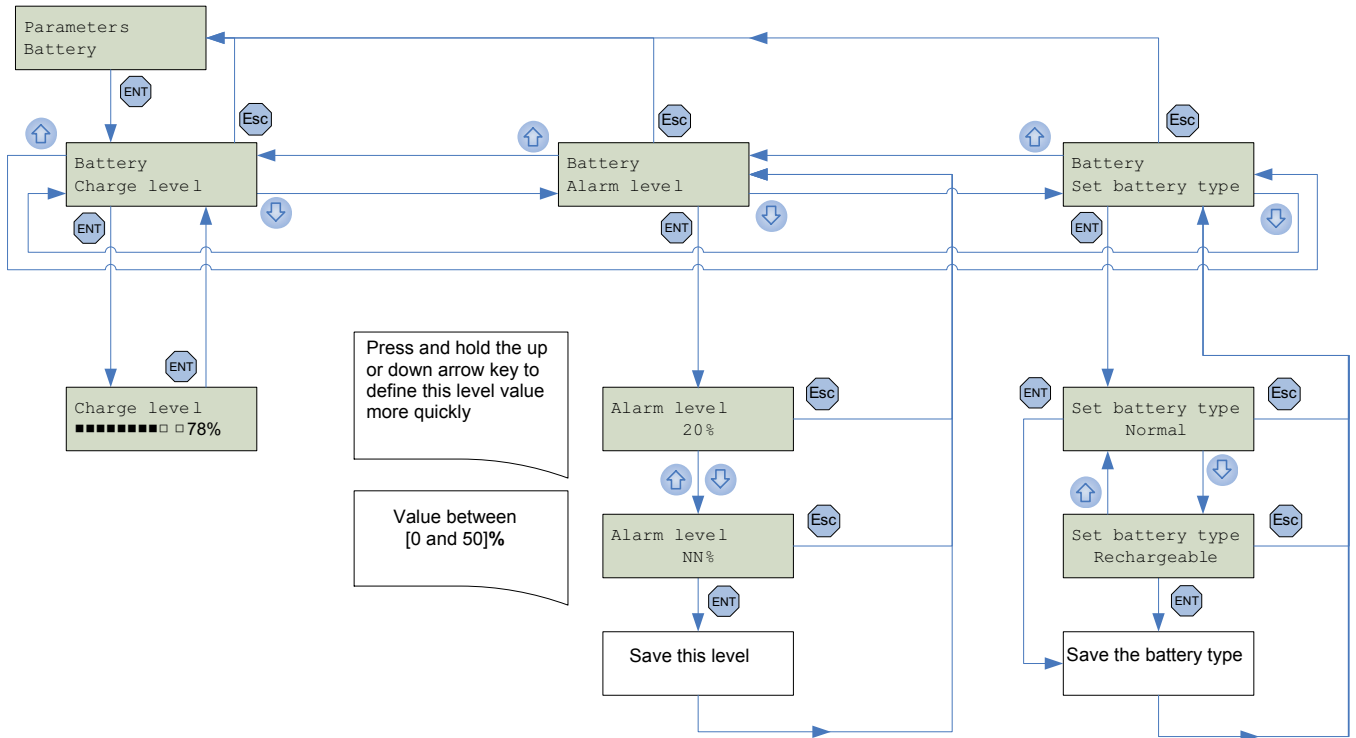 Parameters
Battery
ENT
Esc
Esc
Esc
Battery
Charge level
Battery
Alarm level
Battery
Set battery type
ENT
ENT
ENT
Press and hold the up
or down arrow key to
define this level value
more quickly
ENT
Charge level
78%
Alarm level
20%
Esc
ENT
Set battery type
Normal
Esc
Value between
[0 and 50]%
Alarm level
NN%
Esc
Set battery type
Rechargeable
Esc
ENT
ENT
Save this level
Save the battery type